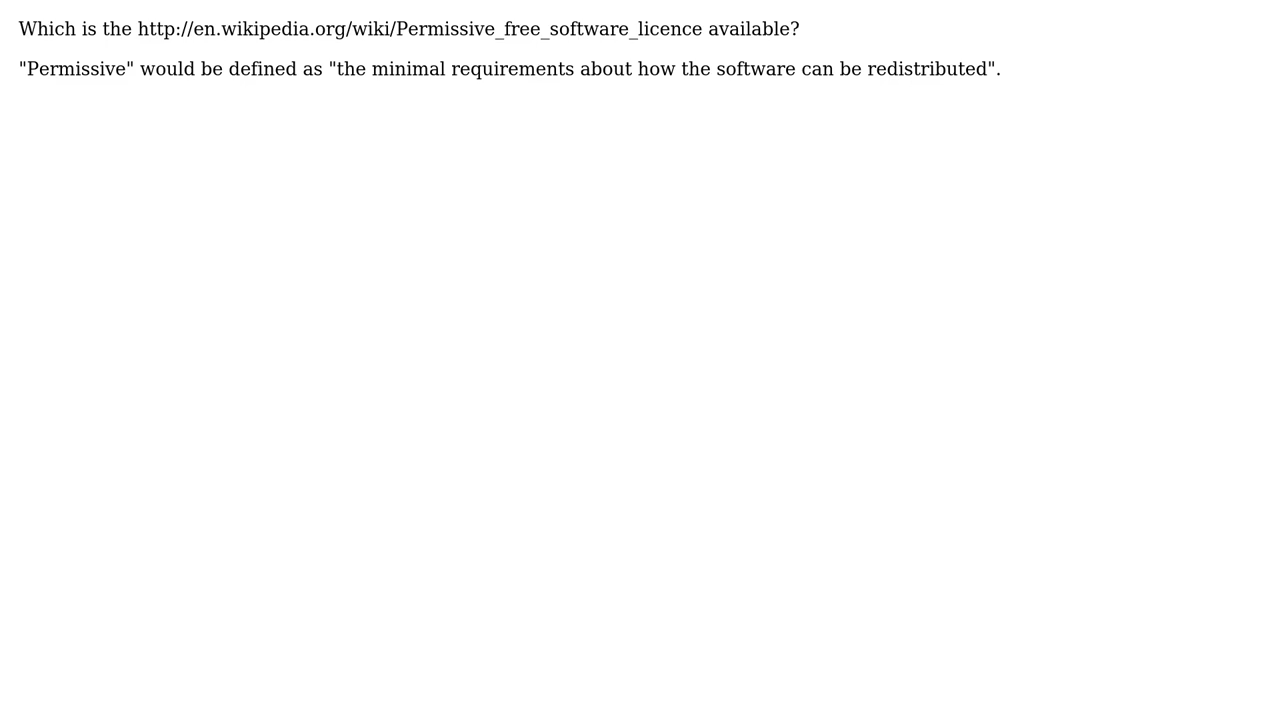 Which is the http://en.wikipedia.org/wiki/Permissive_free_software_licence available?
"Permissive" would be defined as "the minimal requirements about how the software can be redistributed".